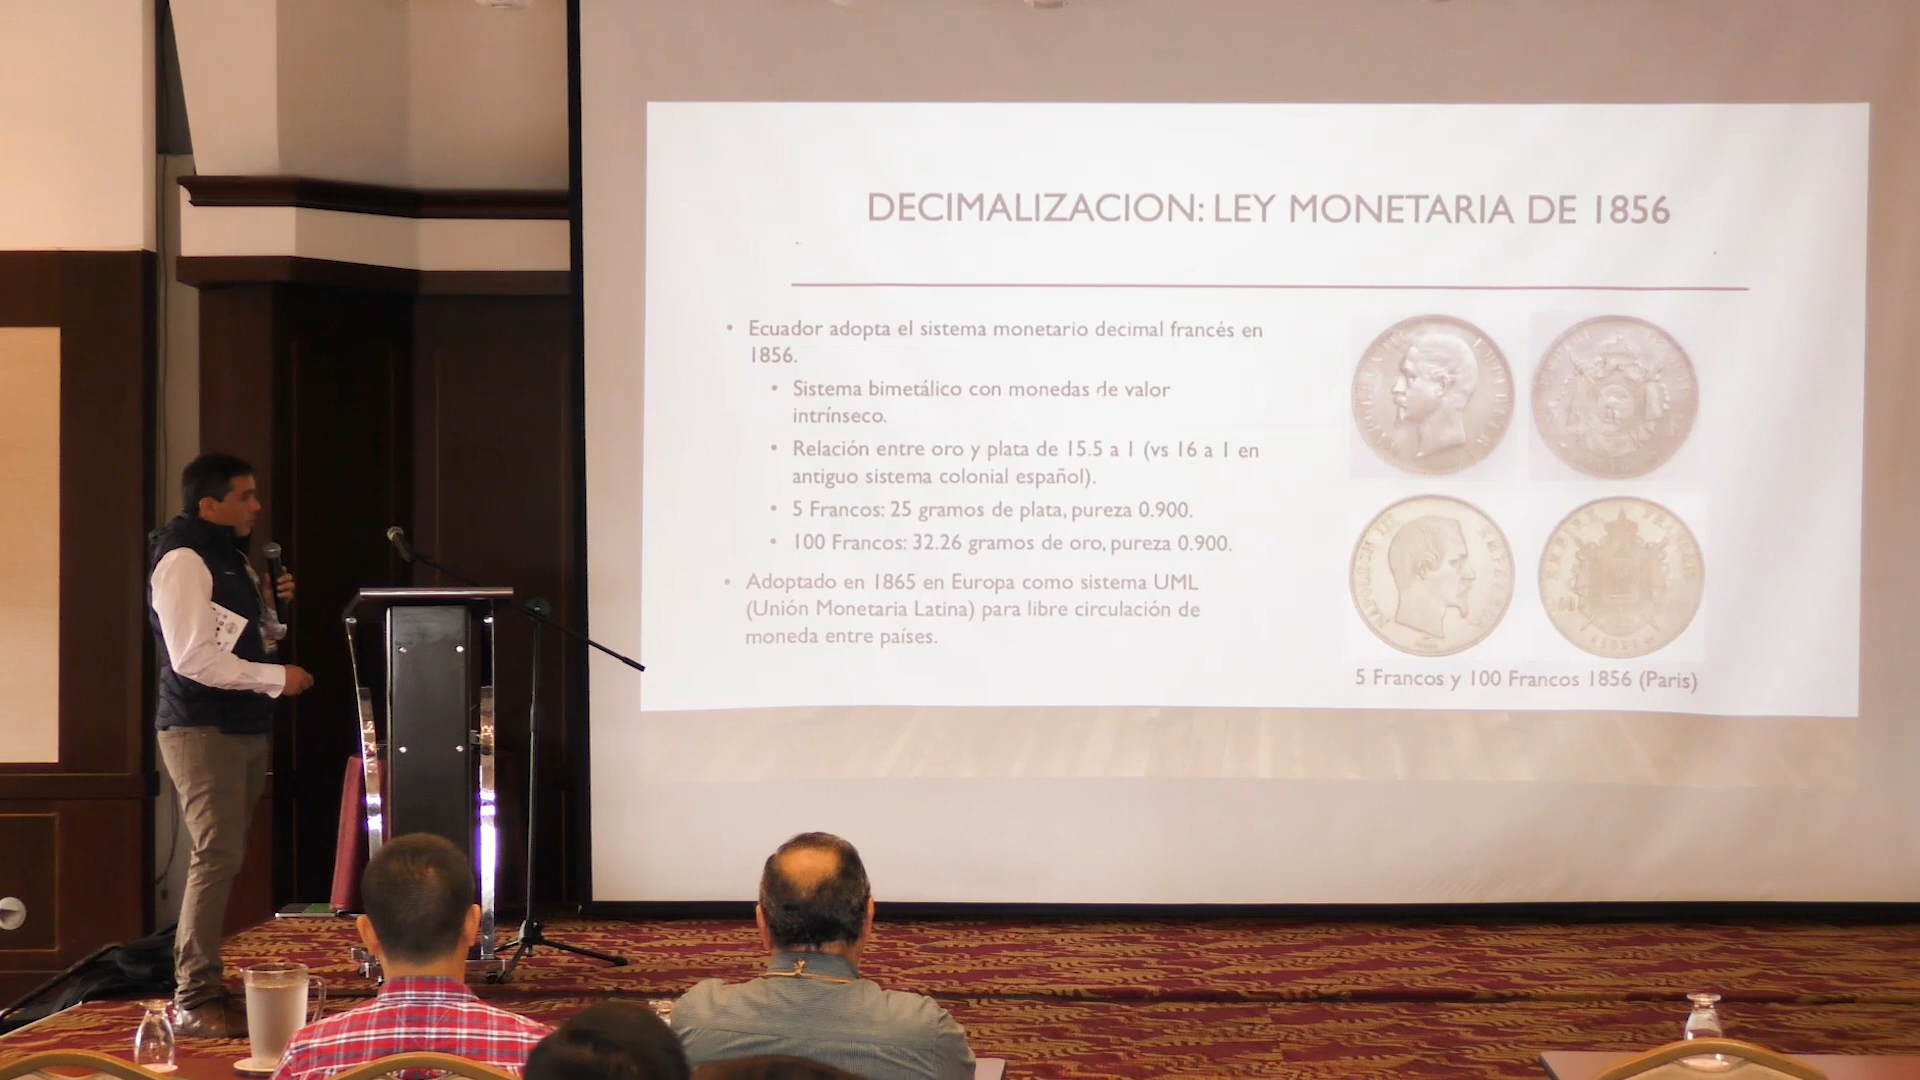 DECIMALIZACION: LEY MONETARIA DE 1856
• Ecuador adopta el sistema monetario decimal francés en
1856.
• Sistema bimetálico con monedas de valor
intrínseco.
• Relación entre oro y plata de 15.5 a 1 (vs 16 a 1 en
antiguo sistema colonial español).
• 5 Francos: 25 gramos de plata, pureza 0.900.
• 100 Francos: 32.26 gramos de oro, pureza 0.900.
• Adoptado en 1865 en Europa como sistema UML
(Unión Monetaria Latina) para libre circulación de
moneda entre países.
NAPOLEON III EMPEREUR
5 Francos y 100 Francos 1856 (Paris)